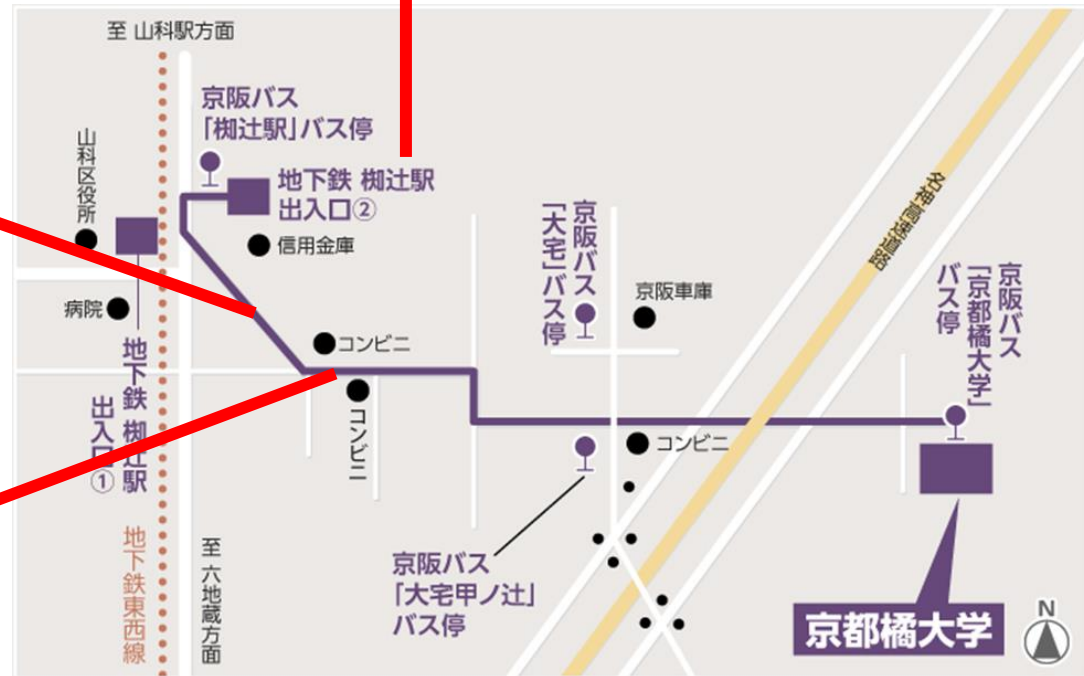 至 山科駅方面
京阪バス
「椥辻駅」バス停
山科区役所
地下鉄 椥辻駅
出入口②
信用金庫
病院
地下鉄 椥辻駅
出入口①
コンビニ
コンビニ
京阪バス
「大宅」バス停
京阪車庫
名神高速道路
京阪バス
「京都橘大学」
バス停
コンビニ
京阪バス
「大宅甲ノ辻」
バス停
地下鉄東西線
至 六地蔵方面
京都橘大学
N